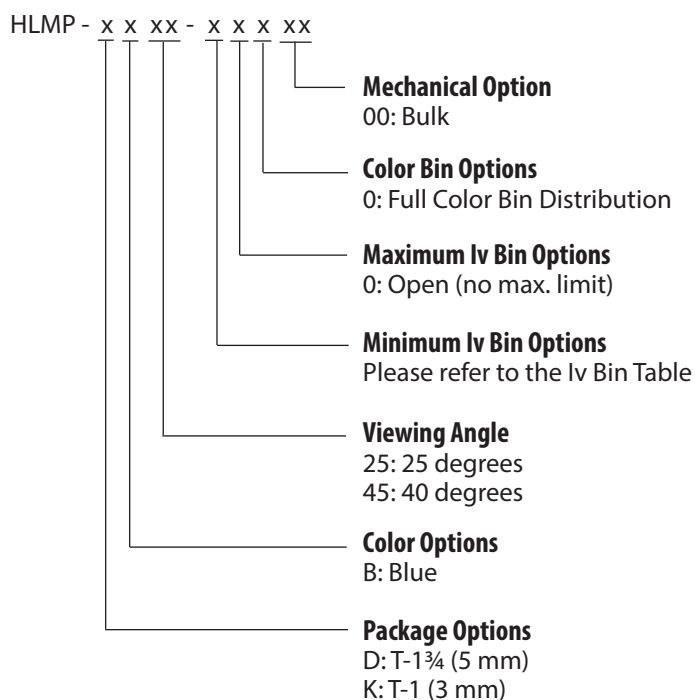 HLMP - x x xx - x x x xx
Mechanical Option
00: Bulk
Color Bin Options
0: Full Color Bin Distribution
Maximum Iv Bin Options
0: Open (no max. limit)
Minimum Iv Bin Options
Please refer to the Iv Bin Table
Viewing Angle
25: 25 degrees
45: 40 degrees
Color Options
B: Blue
Package Options
D: T-1¾ (5 mm)
K: T-1 (3 mm)